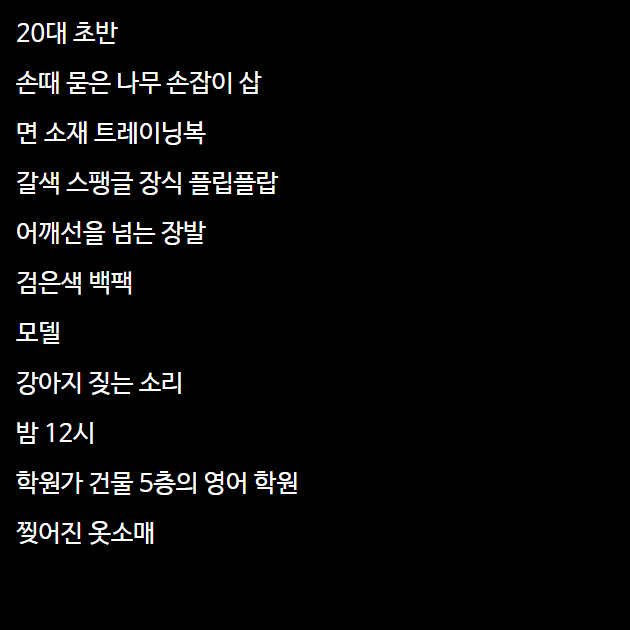 20대 초반
손때 묻은 나무 손잡이 삽
면 소재 트레이닝복
갈색 스팽글 장식 플립플랍
어깨선을 넘는 장발
검은색 백팩
모델
강아지 짖는 소리
밤 12시
학원가 건물 5층의 영어 학원
찢어진 옷소매